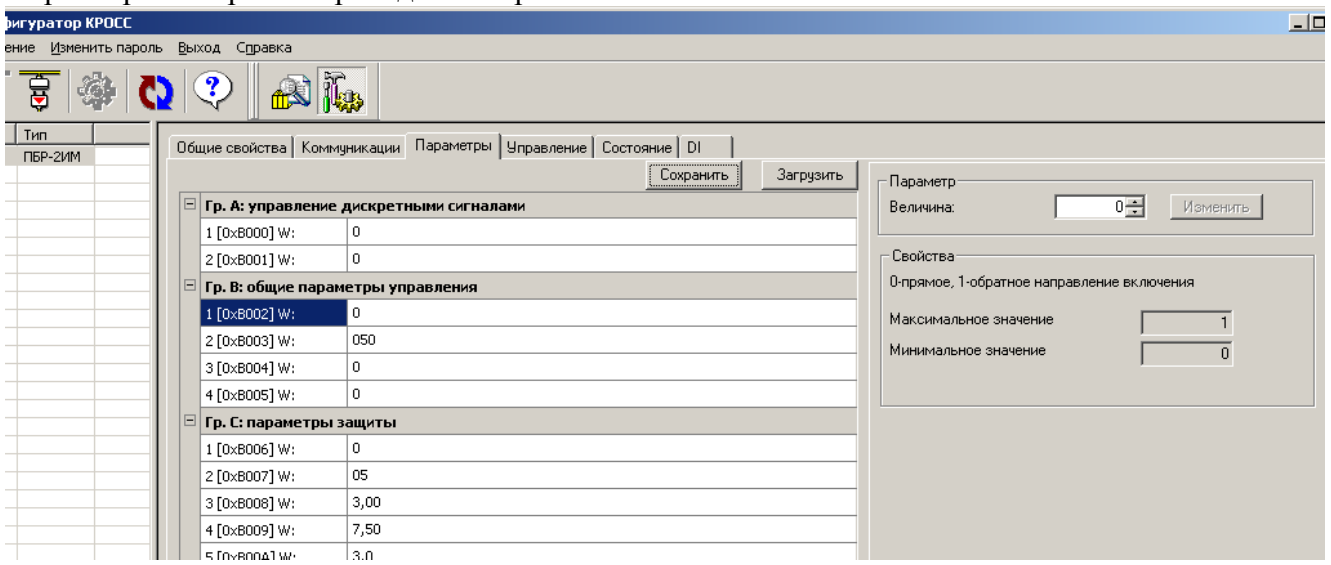 фигуратор КРОСС
ение Изменить пароль Выход Справка
Тип
ПБР-2ИМ
Общие свойства Коммуникации Параметры Управление Состояние DI
Сохранить Загрузить
Гр. A: управление дискретными сигналами
1 [0xB000] W: 0
2 [0xB001] W: 0
Гр. B: общие параметры управления
1 [0xB002] W: 0
2 [0xB003] W: 050
3 [0xB004] W: 0
4 [0xB005] W: 0
Гр. C: параметры защиты
1 [0xB006] W: 0
2 [0xB007] W: 05
3 [0xB008] W: 3,00
4 [0xB009] W: 7,50
5 [0xB00A] W: 3,0
Параметр
Величина: 0 Изменить
Свойства
0-прямое, 1-обратное направление включения
Максимальное значение 1
Минимальное значение 0